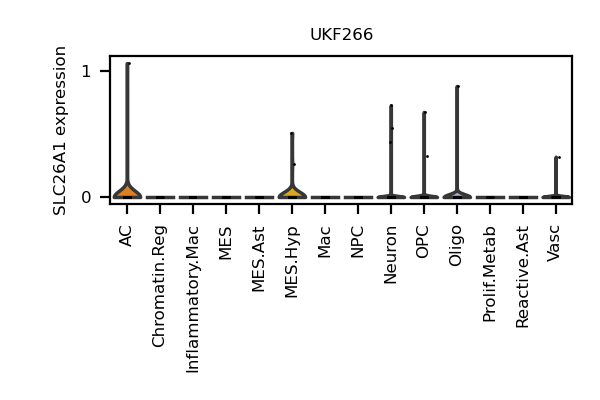 UKF266
SLC26A1 expression
1
0
AC
Chromatin.Reg
Inflammatory.Mac
MES
MES.Ast
MES.Hyp
Mac
NPC
Neuron
OPC
Oligo
Prolif.Metab
Reactive.Ast
Vasc